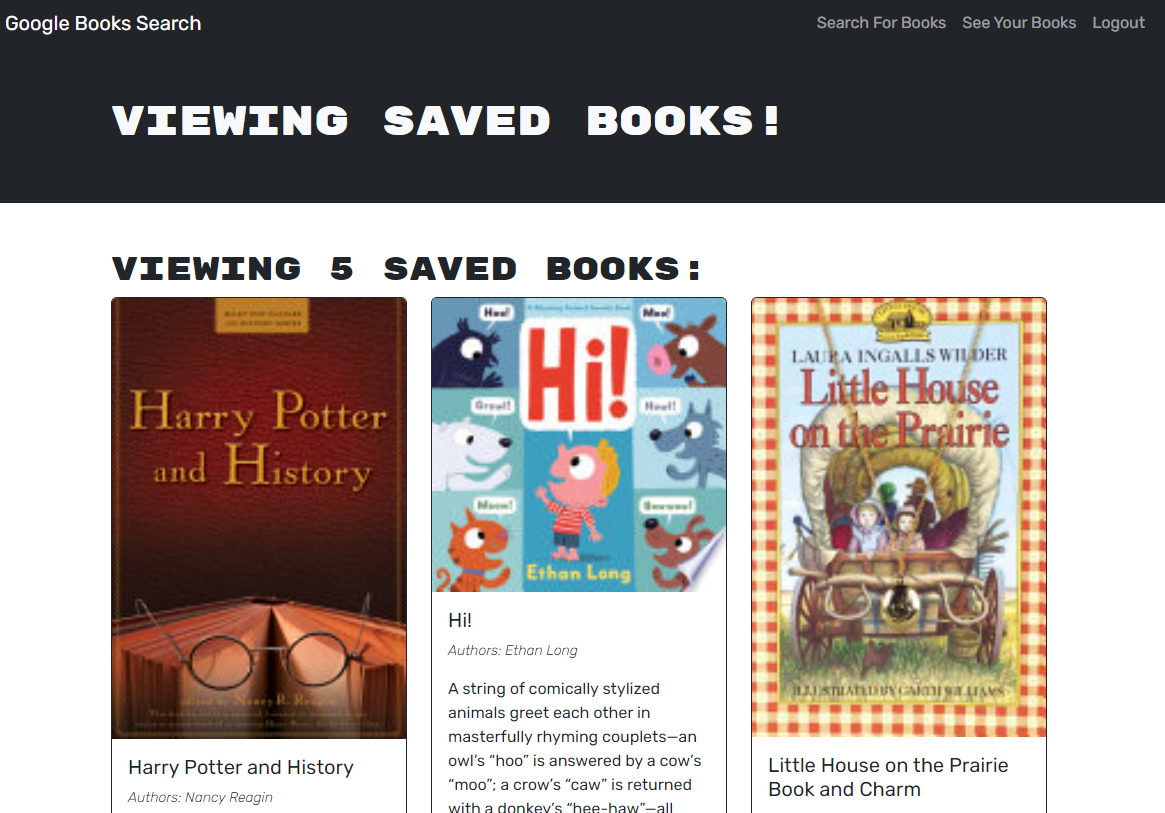 Google Books Search
Search For Books
See Your Books
Logout
VIEWING SAVED BOOKS!
VIEWING 5 SAVED BOOKS:
Harry Potter
and History
edited by Nancy R. Reagin
Harry Potter and History
Authors: Nancy Reagin
Hoo!
Moo!
Hi!
Growl!
Howl!
Meow!
Ethan Long
Hi!
Authors: Ethan Long
A string of comically stylized
animals greet each other in
masterfully rhyming couplets—an
owl’s “hoo” is answered by a cow’s
“moo”; a crow’s “caw” is returned
with a donkey’s “hee-haw”—all
LAURA INGALLS WILDER
Little House
on the Prairie
ILLUSTRATED BY GARTH WILLIAMS
Little House on the Prairie
Book and Charm